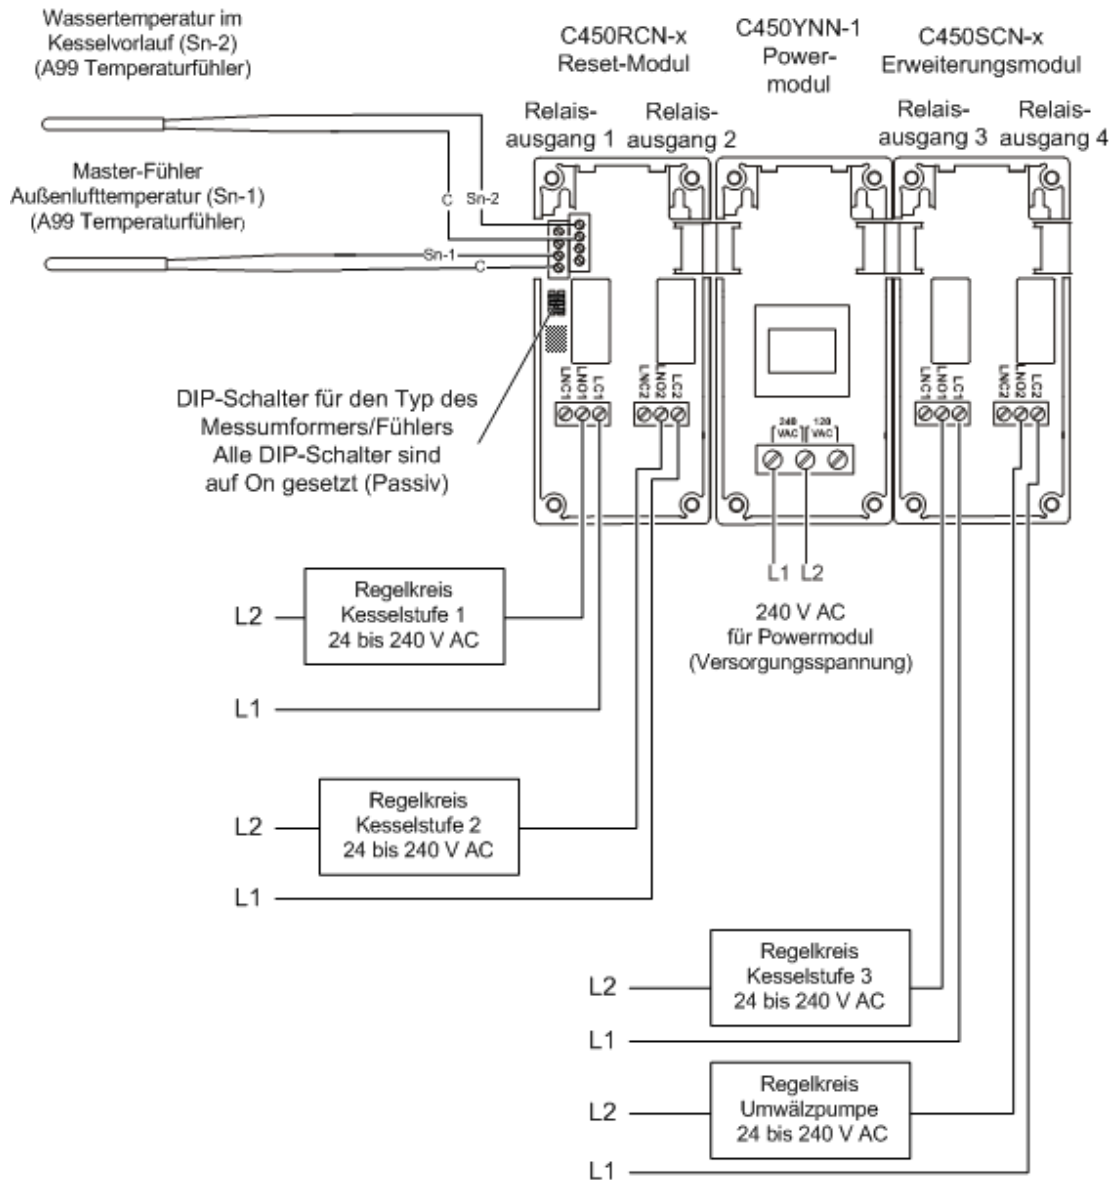 Wassertemperatur im
Kesselvorlauf (Sn-2)
(A99 Temperaturfühler)
C450RCN-x
Reset-Modul
C450YNN-1
Power-
modul
C450SCN-x
Erweiterungsmodul
Relais-
ausgang 1
Relais-
ausgang 2
Relais-
ausgang 3
Relais-
ausgang 4
Master-Fühler
Außenlufttemperatur (Sn-1)
(A99 Temperaturfühler)
C
Sn-2
Sn-1
C
LNC1
LNO1
LC1
LNC2
LNO2
LC2
LNC1
LNO1
LC1
LNC2
LNO2
LC2
240
VAC
120
VAC
DIP-Schalter für den Typ des
Messumformers/Fühlers
Alle DIP-Schalter sind
auf On gesetzt (Passiv)
L1
L2
240 V AC
für Powermodul
(Versorgungsspannung)
L2
Regelkreis
Kesselstufe 1
24 bis 240 V AC
L1
L2
Regelkreis
Kesselstufe 2
24 bis 240 V AC
L1
L2
Regelkreis
Kesselstufe 3
24 bis 240 V AC
L1
L2
Regelkreis
Umwälzpumpe
24 bis 240 V AC
L1